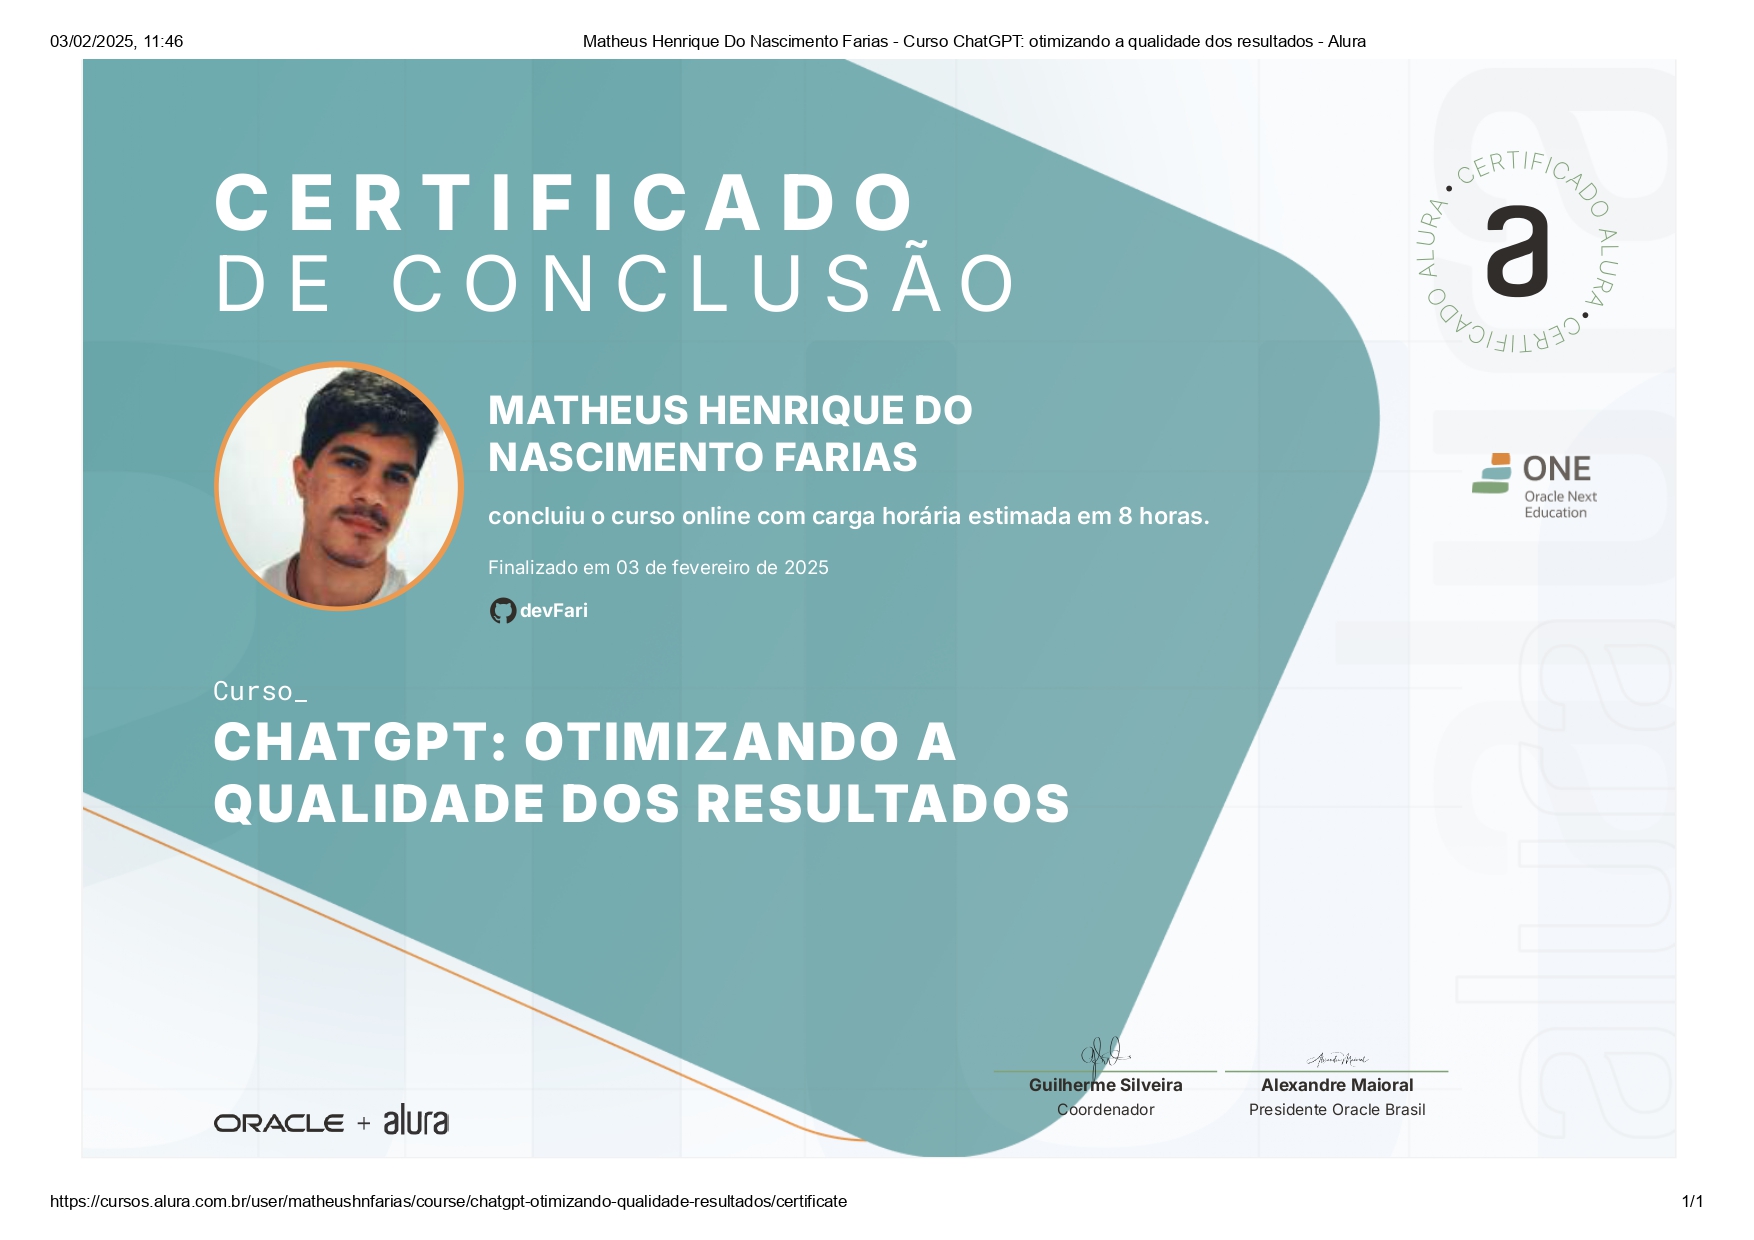 03/02/2025, 11:46
Matheus Henrique Do Nascimento Farias - Curso ChatGPT: otimizando a qualidade dos resultados - Alura
CERTIFICADO
DE CONCLUSÃO
• CERTIFICADO ALURA • CERTIFICADO ALURA
a
MATHEUS HENRIQUE DO
NASCIMENTO FARIAS
concluiu o curso online com carga horária estimada em 8 horas.
Finalizado em 03 de fevereiro de 2025
devFari
ONE
Oracle Next
Education
Curso_
CHATGPT: OTIMIZANDO A
QUALIDADE DOS RESULTADOS
alura
alura
Guilherme Silveira
Coordenador
Alexandre Maioral
Presidente Oracle Brasil
ORACLE + alura
https://cursos.alura.com.br/user/matheushnfarias/course/chatgpt-otimizando-qualidade-resultados/certificate
1/1